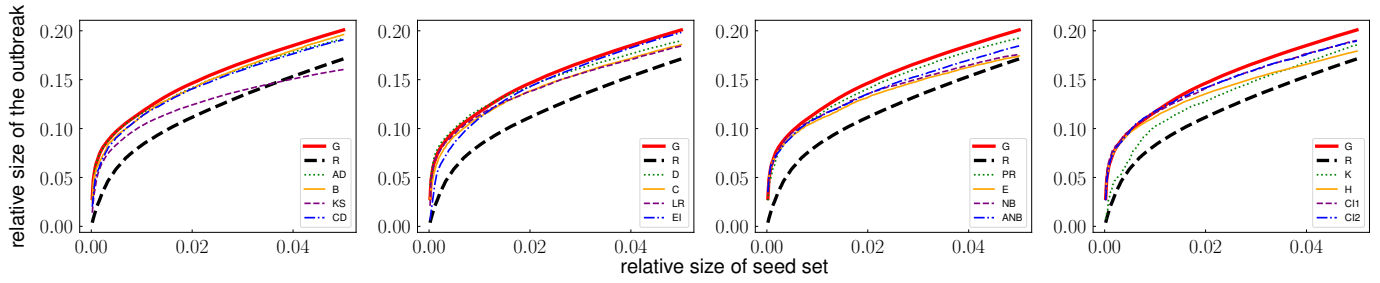 relative size of the outbreak
0.20
0.15
0.10
0.05
0.00
G
R
AD
B
KS
CD
0.00
0.02
0.04
0.20
0.15
0.10
0.05
0.00
G
R
D
C
LR
EI
0.00
0.02
0.04
0.20
0.15
0.10
0.05
0.00
G
R
PR
E
NB
ANB
0.00
0.02
0.04
0.20
0.15
0.10
0.05
0.00
G
R
K
H
CI1
CI2
0.00
0.02
0.04
relative size of seed set